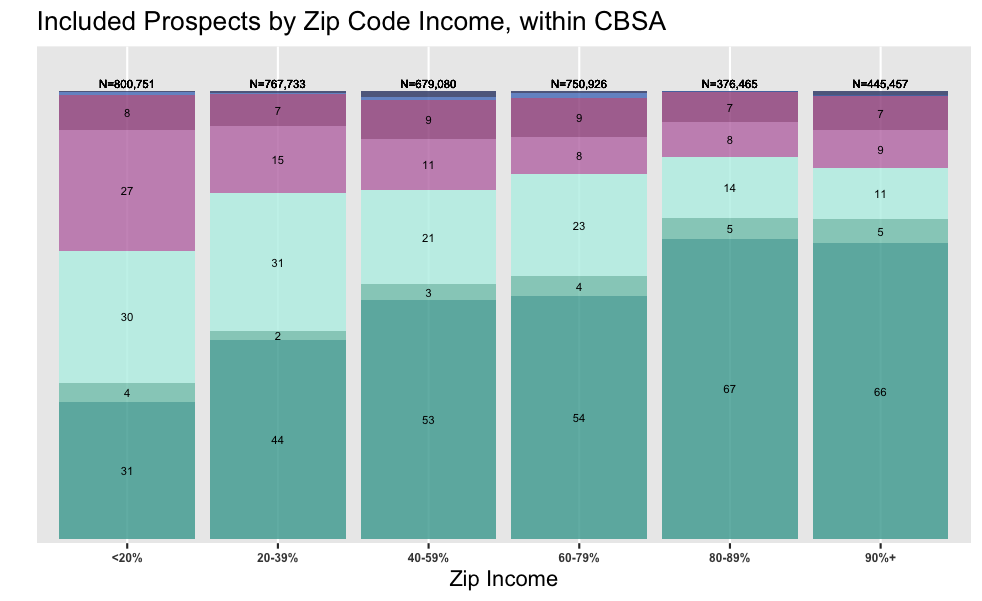 Included Prospects by Zip Code Income, within CBSA
N=800,751 N=767,733 N=679,080 N=750,926 N=376,465 N=445,457
8 7 9 9 7 7
27 15 11 8 8 9
30 31 21 23 14 11
4 2 3 4 5 5
31 44 53 54 67 66
<20% 20-39% 40-59% 60-79% 80-89% 90%+
Zip Income